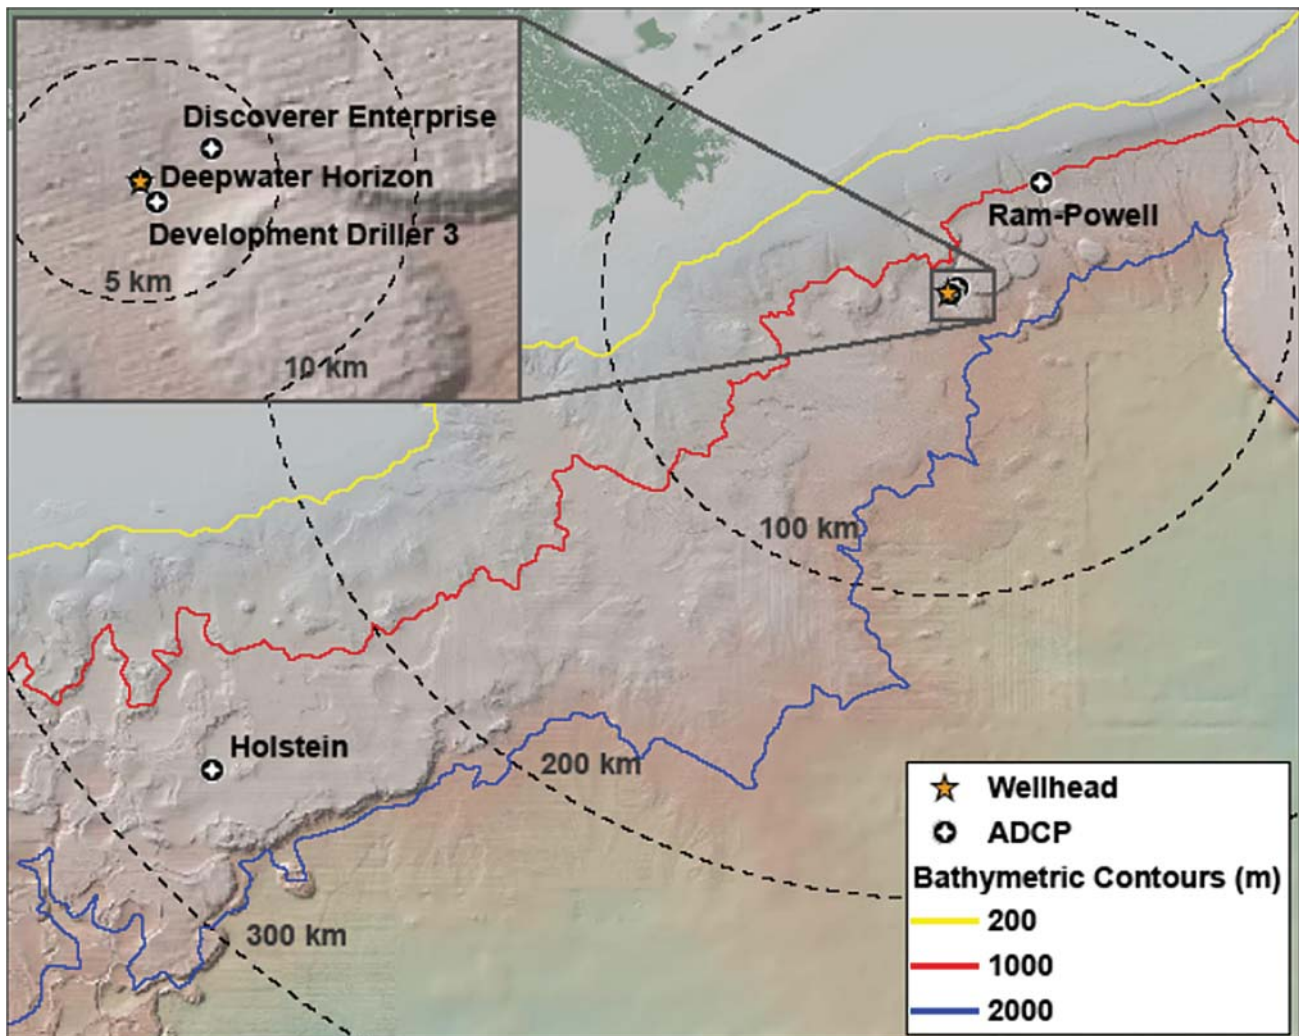 Discoverer Enterprise
Deepwater Horizon
Development Driller 3
5 km
10 km
Ram-Powell
100 km
Holstein
200 km
300 km
Wellhead
ADCP
Bathymetric Contours (m)
200
1000
2000